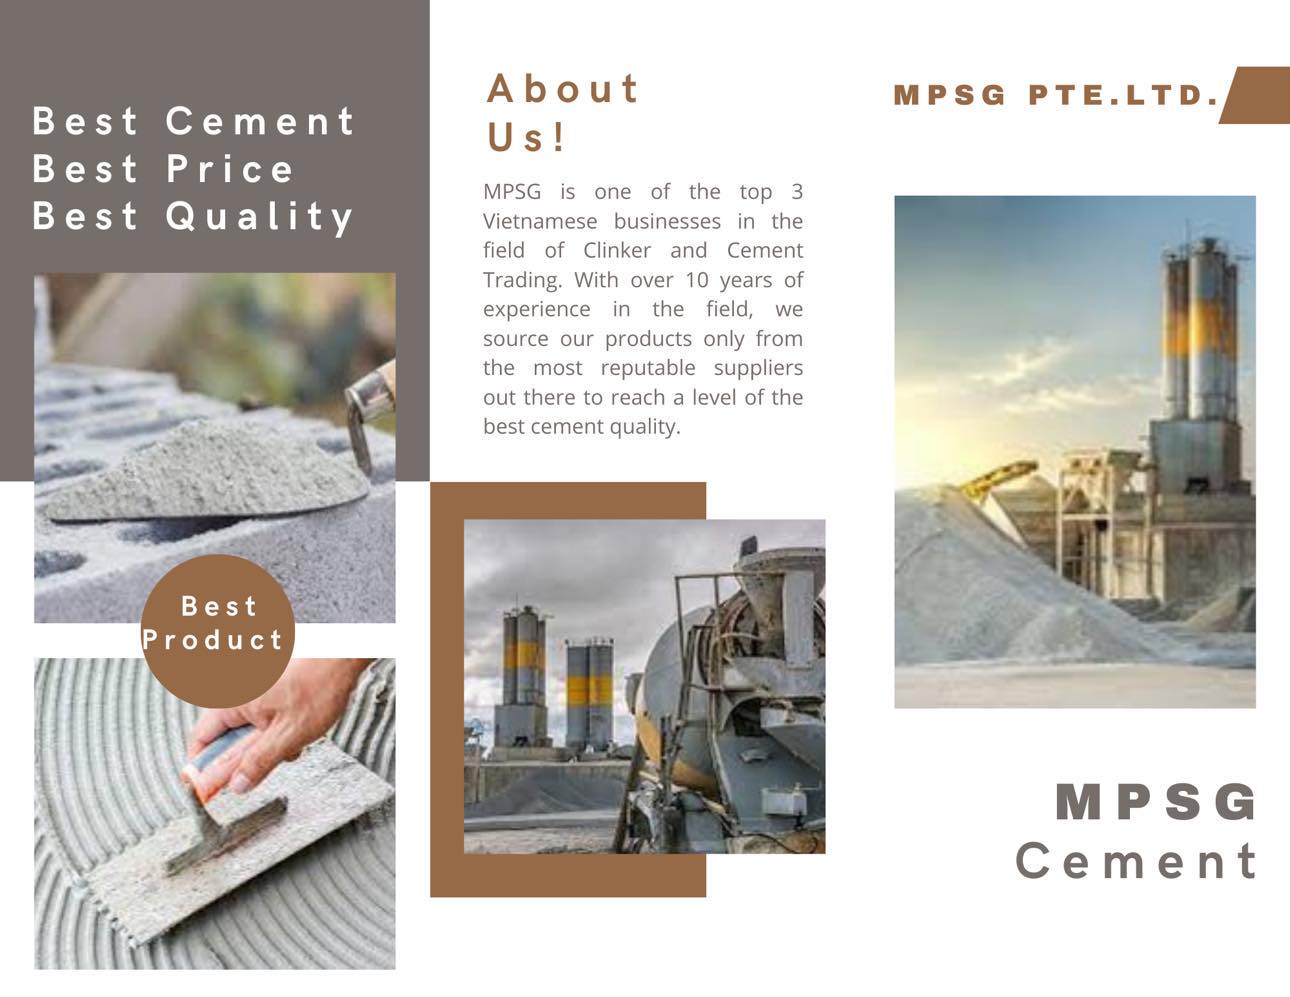 Best Cement
Best Price
Best Quality
Best
Product
About
Us!
MPSG is one of the top 3
Vietnamese businesses in the
field of Clinker and Cement
Trading. With over 10 years of
experience in the field, we
source our products only from
the most reputable suppliers
out there to reach a level of the
best cement quality.
MPSG PTE.LTD.
MPSG
Cement